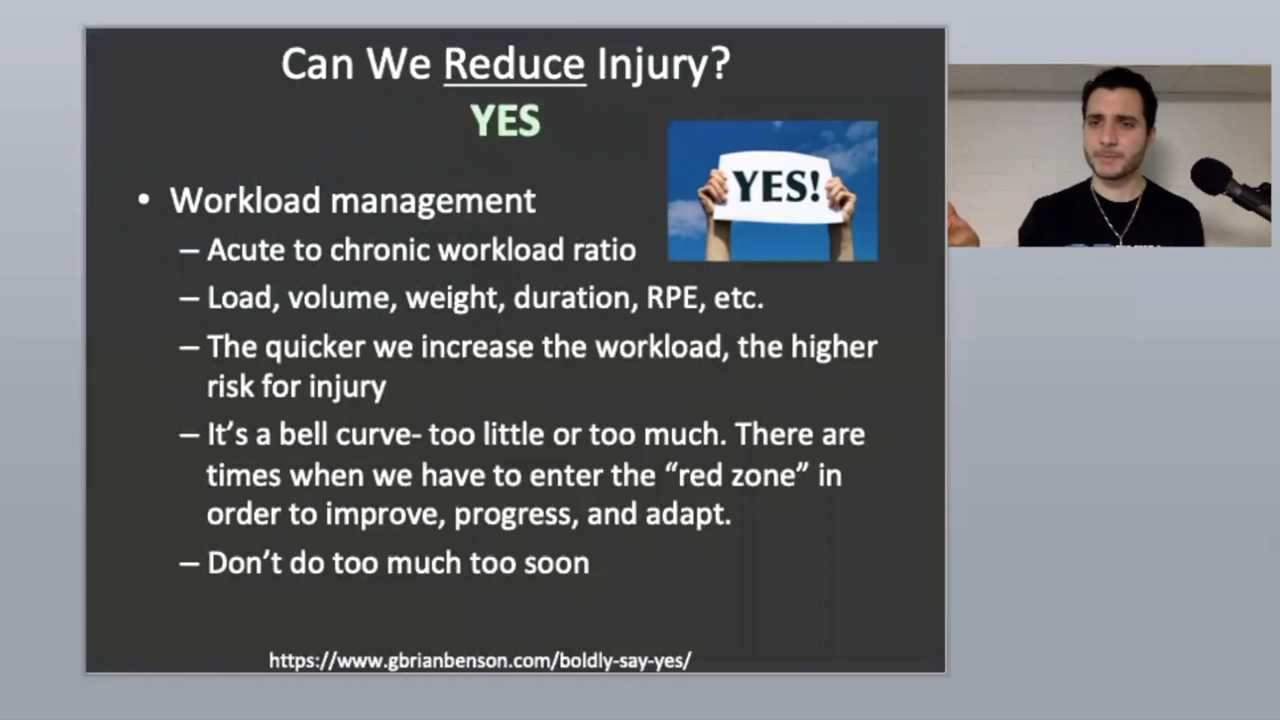 Can We Reduce Injury?
YES
YES!
• Workload management
– Acute to chronic workload ratio
– Load, volume, weight, duration, RPE, etc.
– The quicker we increase the workload, the higher
risk for injury
– It’s a bell curve- too little or too much. There are
times when we have to enter the “red zone” in
order to improve, progress, and adapt.
– Don’t do too much too soon
https://www.gbrianbenson.com/boldly-say-yes/